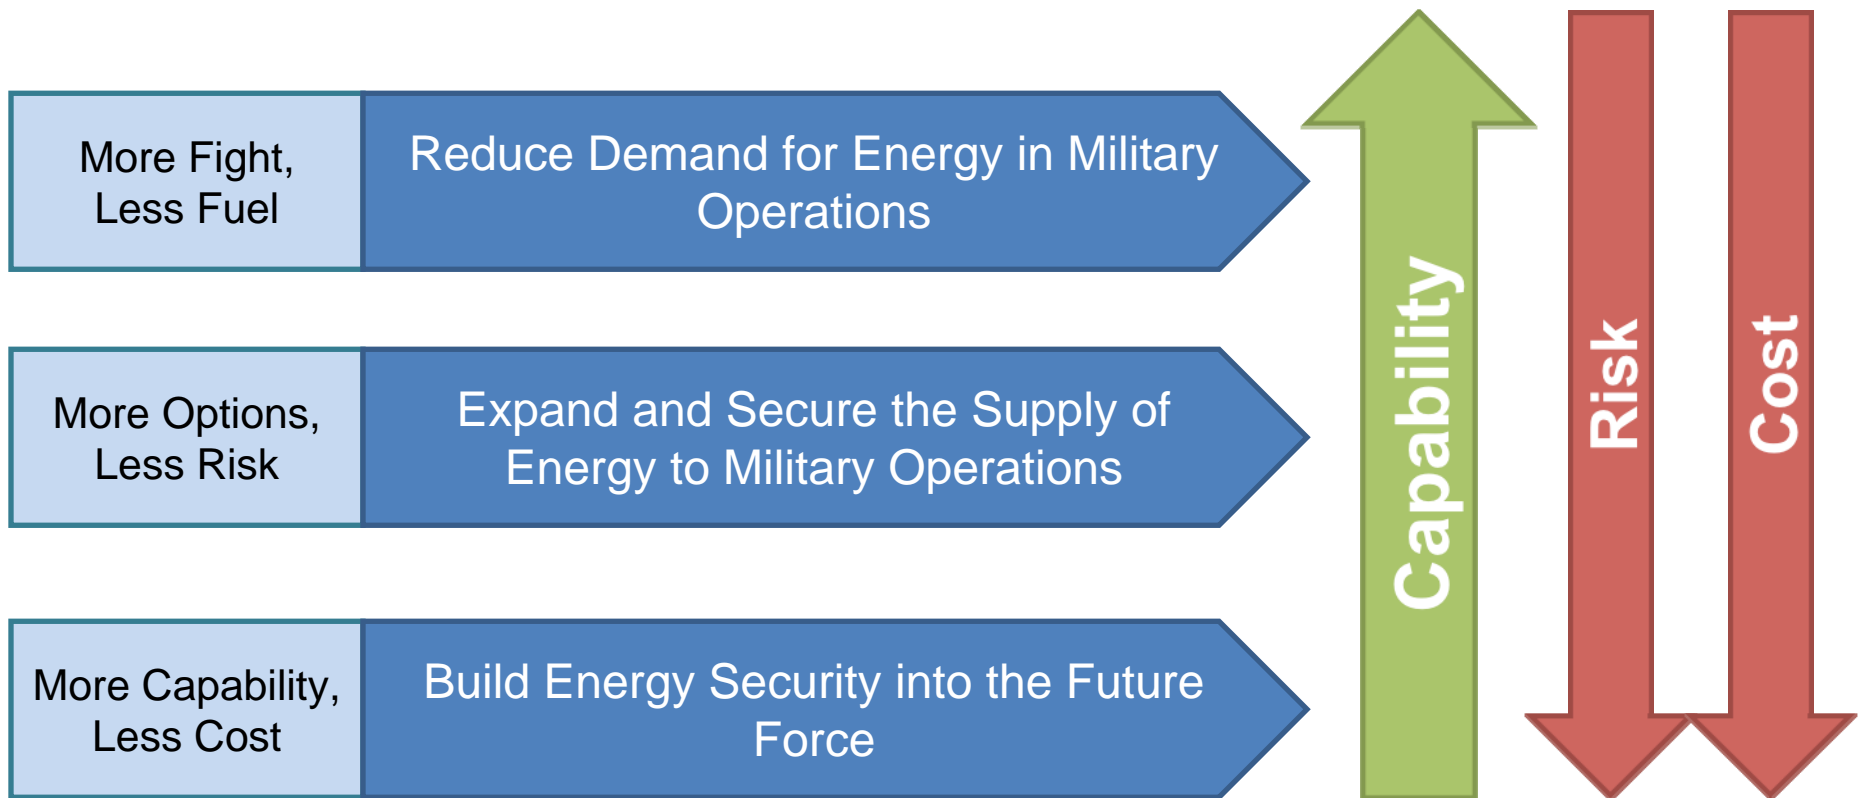 More Fight,
Less Fuel
Reduce Demand for Energy in Military
Operations
More Options,
Less Risk
Expand and Secure the Supply of
Energy to Military Operations
More Capability,
Less Cost
Build Energy Security into the Future
Force
Capability
Risk
Cost